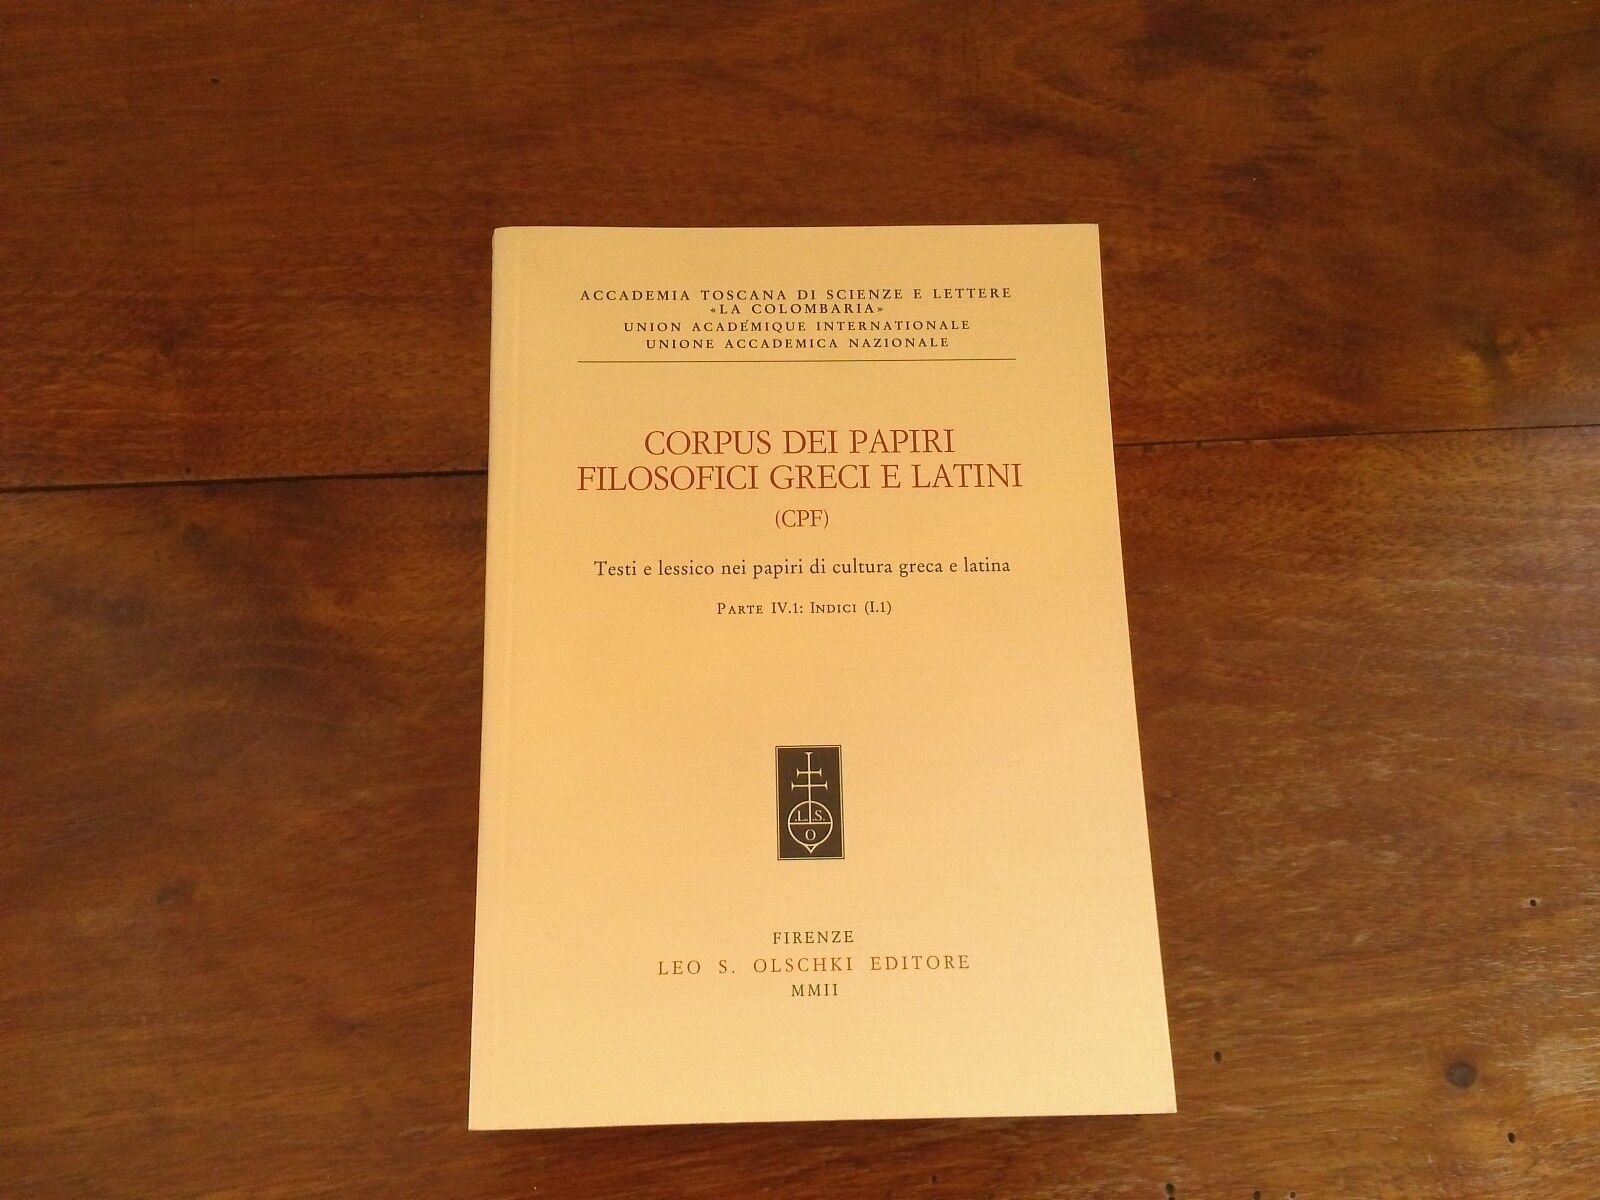 ACCADEMIA TOSCANA DI SCIENZE E LETTERE
«LA COLOMBARIA»
UNION ACADÉMIQUE INTERNATIONALE
UNIONE ACCADEMICA NAZIONALE
CORPUS DEI PAPIRI
FILOSOFICI GRECI E LATINI
(CPF)
Testi e lessico nei papiri di cultura greca e latina
PARTE IV.1: INDICI (I.1)
.L. .S.
O
FIRENZE
LEO S. OLSCHKI EDITORE
MMII